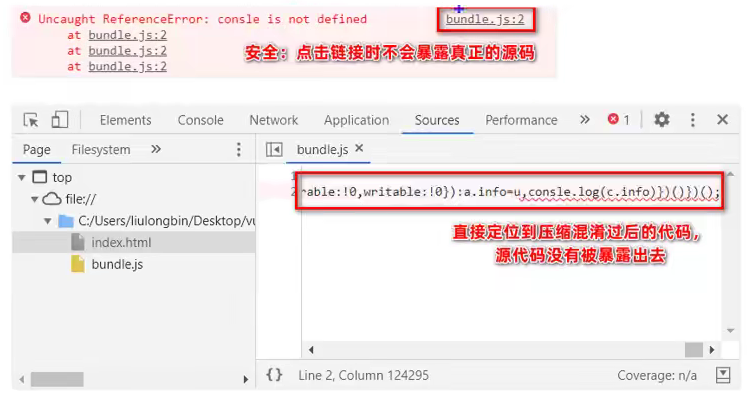 Uncaught ReferenceError: consle is not defined bundle.js:2
at bundle.js:2
at bundle.js:2
at bundle.js:2
安全：点击链接时不会暴露真正的源码
Elements Console Network Application Sources Performance » 1
Page Filesystem » bundle.js ×
top
file://
C:/Users/liulongbin/Desktop/vu
index.html
bundle.js
1
2 nable:!0,writable:!0}):a.info=u,consle.log(c.info)})()})();
直接定位到压缩混淆过后的代码，
源代码没有被暴露出去
{} Line 2, Column 124295 Coverage: n/a